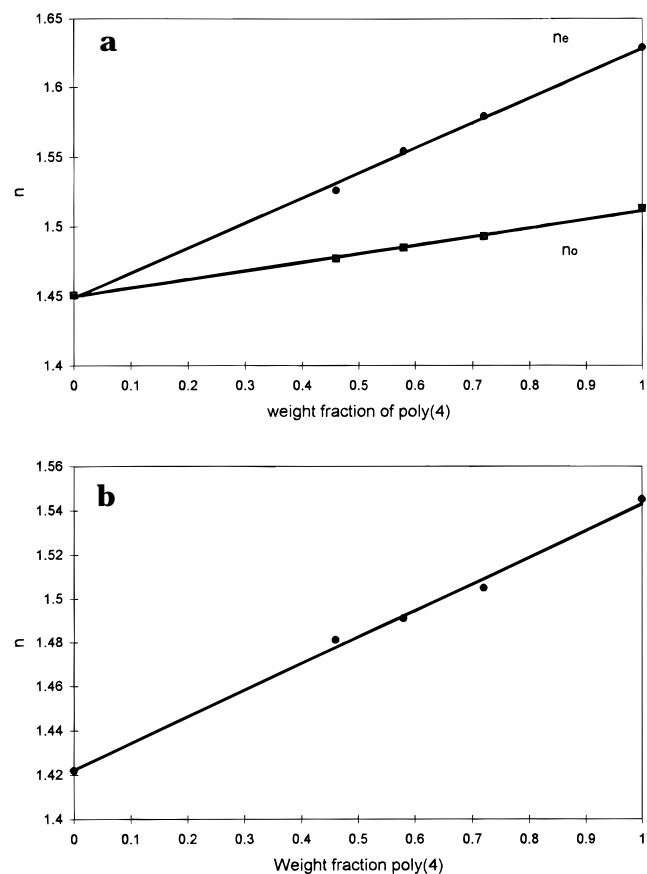 a
n
1.65
1.6
1.55
1.5
1.45
1.4
nₑ
nₒ
0 0.1 0.2 0.3 0.4 0.5 0.6 0.7 0.8 0.9 1
weight fraction of poly(4)
b
n
1.56
1.54
1.52
1.5
1.48
1.46
1.44
1.42
1.4
0 0.1 0.2 0.3 0.4 0.5 0.6 0.7 0.8 0.9 1
Weight fraction poly(4)